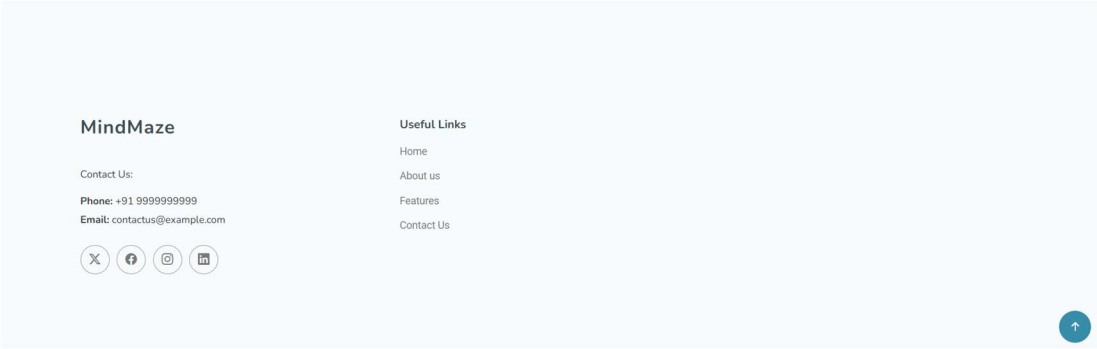 MindMaze
Contact Us:
Phone: +91 9999999999
Email: contactus@example.com
Useful Links
Home
About us
Features
Contact Us